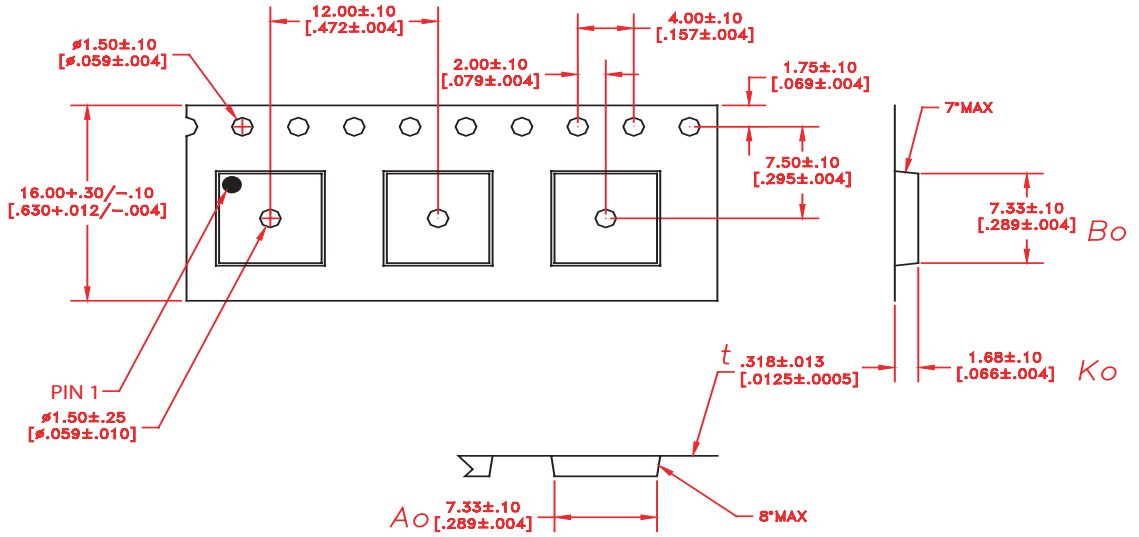 12.00±.10
[.472±.004]
4.00±.10
[.157±.004]
ø1.50±.10
[ø.059±.004]
2.00±.10
[.079±.004]
1.75±.10
[.069±.004]
7°MAX
7.50±.10
[.295±.004]
16.00+.30/-.10
[.630+.012/-.004]
7.33±.10
[.289±.004]
Bo
t
.318±.013
[.0125±.0005]
1.68±.10
[.066±.004]
Ko
PIN 1
ø1.50±.25
[ø.059±.010]
Ao
7.33±.10
[.289±.004]
8°MAX